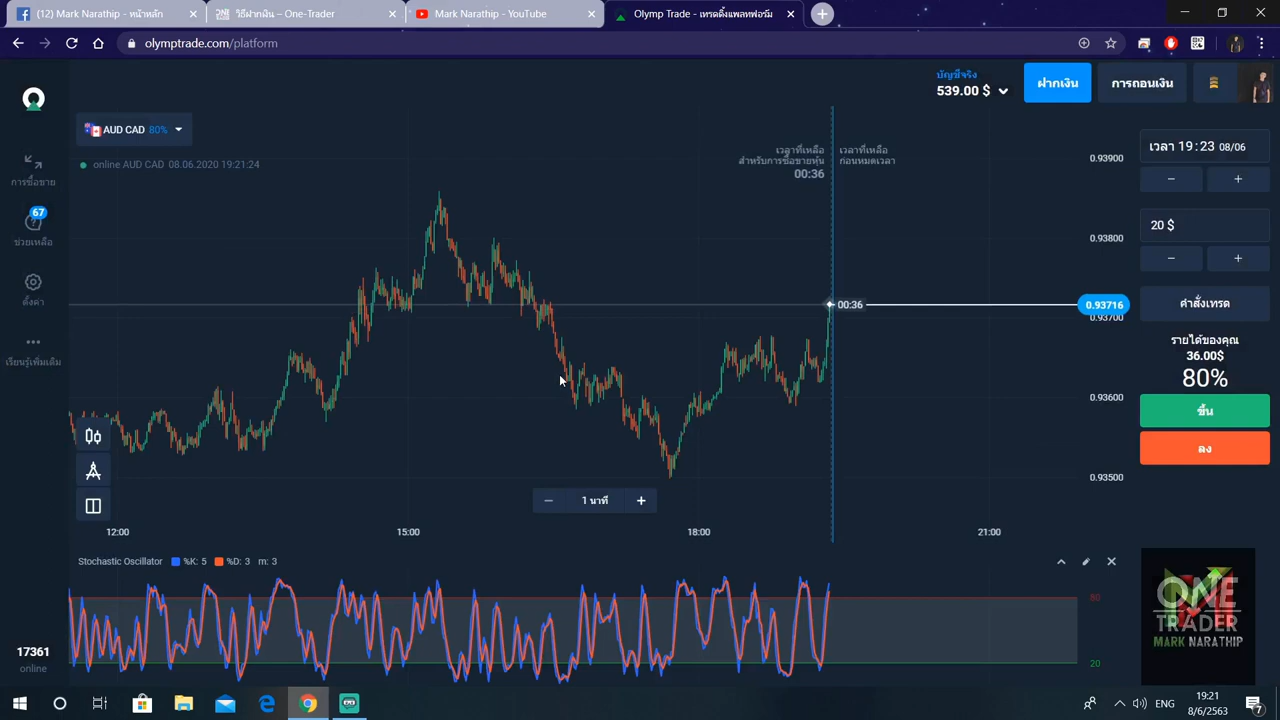 (12) Mark Narathip - หน้าหลัก
วิธีฝากเงิน – One-Trader
Mark Narathip - YouTube
Olymp Trade - เทรดดิ้งแพลทฟอร์ม
olymptrade.com/platform
บัญชีจริง
539.00 $
ฝากเงิน
การถอนเงิน
AUD CAD 80%
online AUD CAD 08.06.2020 19:21:24
เวลาที่เหลือ
สำหรับการซื้อขายหุ้น
00:36
เวลาที่เหลือ
ก่อนหมดเวลา
การซื้อขาย
67
ช่วยเหลือ
ตั้งค่า
เรียนรู้เพิ่มเติม
0.93900
0.93800
00:36
0.93716
0.93700
0.93600
0.93500
เวลา 19:23 08/06
− +
20 $
− +
คำสั่งเทรด
รายได้ของคุณ
36.00$
80%
ขึ้น
ลง
− 1 นาที +
12:00 15:00 18:00 21:00
Stochastic Oscillator %K: 5 %D: 3 m: 3
80
20
ONE
TRADER
MARK NARATHIP
17361
online
ENG
19:21
8/6/2563
7